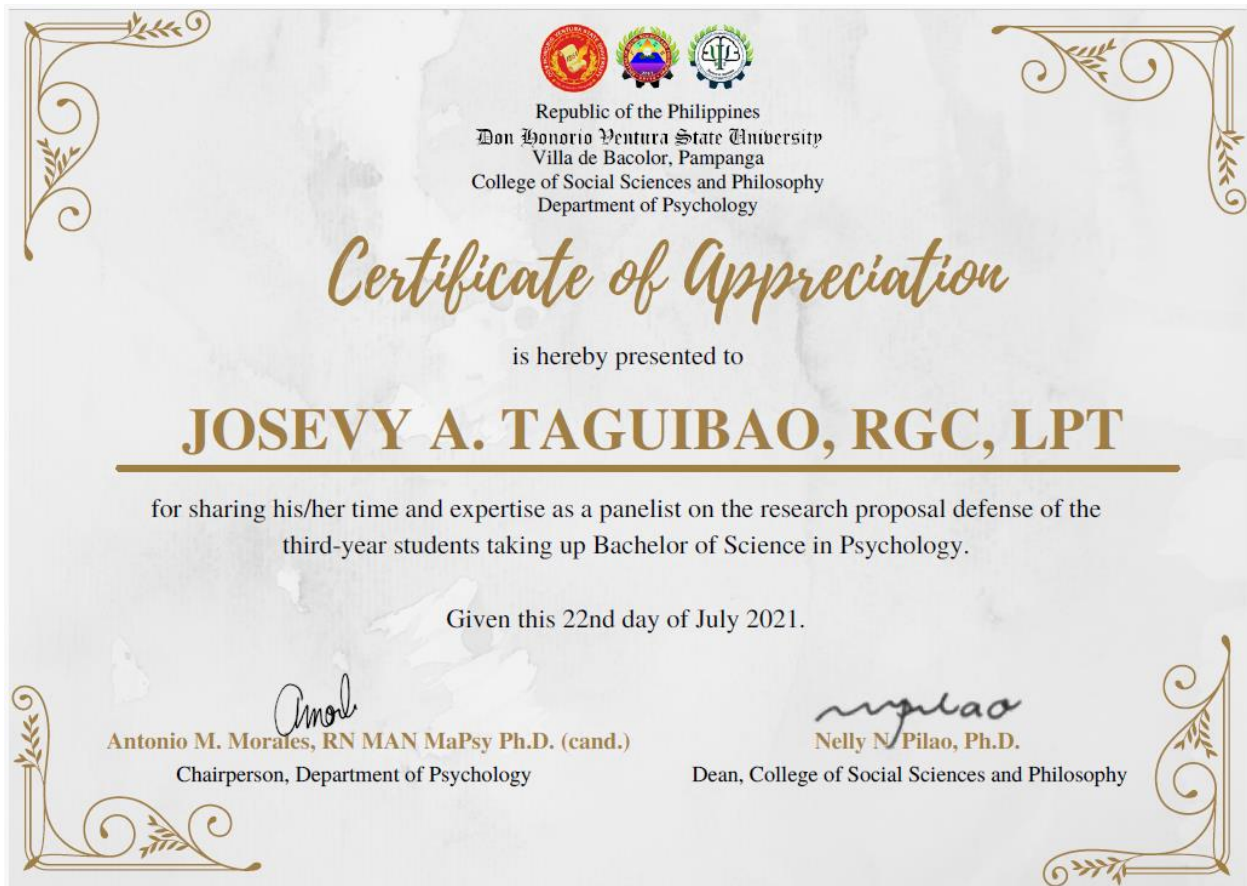 Republic of the Philippines
Don Honorio Ventura State University
Villa de Bacolor, Pampanga
College of Social Sciences and Philosophy
Department of Psychology
Certificate of Appreciation
is hereby presented to
JOSEVY A. TAGUIBAO, RGC, LPT
for sharing his/her time and expertise as a panelist on the research proposal defense of the
third-year students taking up Bachelor of Science in Psychology.
Given this 22nd day of July 2021.
Antonio M. Morales, RN MAN MaPsy Ph.D. (cand.)
Chairperson, Department of Psychology
Nelly N. Pilao, Ph.D.
Dean, College of Social Sciences and Philosophy